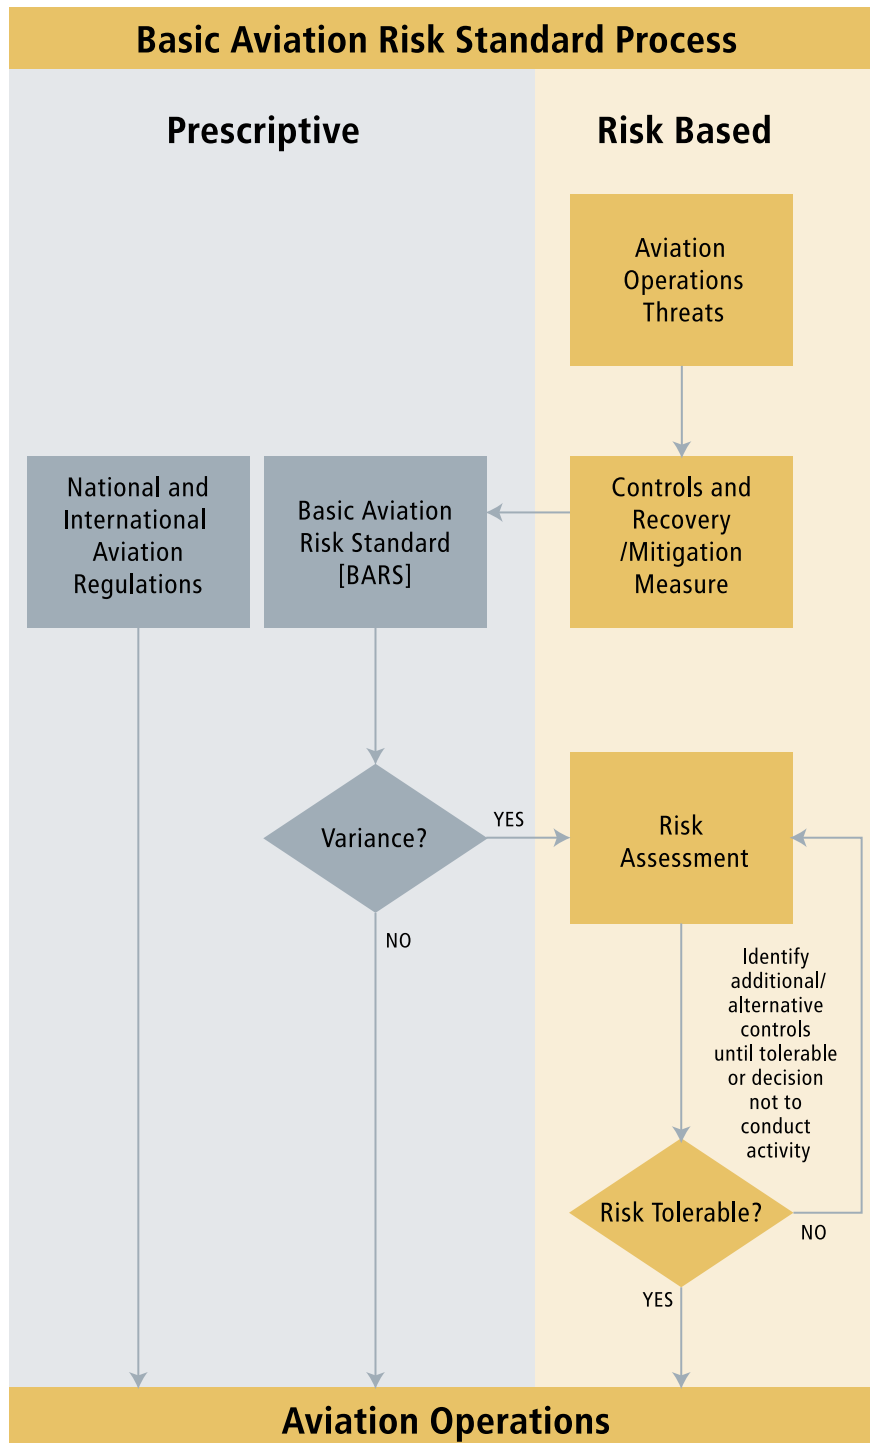 Basic Aviation Risk Standard Process
Prescriptive
Risk Based
Aviation
Operations
Threats
National and
International
Aviation
Regulations
Basic Aviation
Risk Standard
[BARS]
Controls and
Recovery
/Mitigation
Measure
Variance?
YES
NO
Risk
Assessment
Identify
additional/
alternative
controls
until tolerable
or decision
not to
conduct
activity
Risk Tolerable?
NO
YES
Aviation Operations